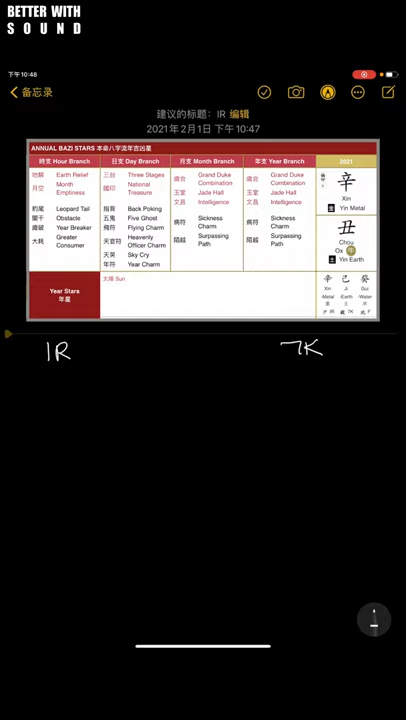 BETTER WITH
SOUND
下午10:48
备忘录
建议的标题：IR 编辑
2021年2月1日 下午10:47
ANNUAL BAZI STARS 本命八字流年吉凶星
時支 Hour Branch
地解 Earth Relief
月空 Month Emptiness
豹尾 Leopard Tail
闌干 Obstacle
歲破 Year Breaker
大耗 Greater Consumer
日支 Day Branch
三台 Three Stages
國印 National Treasure
指背 Back Poking
五鬼 Five Ghost
飛符 Flying Charm
天官符 Heavenly Officer Charm
天哭 Sky Cry
年符 Year Charm
月支 Month Branch
歲合 Grand Duke Combination
玉堂 Jade Hall
文昌 Intelligence
病符 Sickness Charm
陌越 Surpassing Path
年支 Year Branch
歲合 Grand Duke Combination
玉堂 Jade Hall
文昌 Intelligence
病符 Sickness Charm
陌越 Surpassing Path
2021
辛
Xin
金 Yin Metal
丑
Chou
Ox 牛
土 Yin Earth
Year Stars
年星
太陽 Sun
辛 己 癸
Xin Ji Gui
-Metal -Earth -Water
金 土 水
IR 7K F
IR
7K